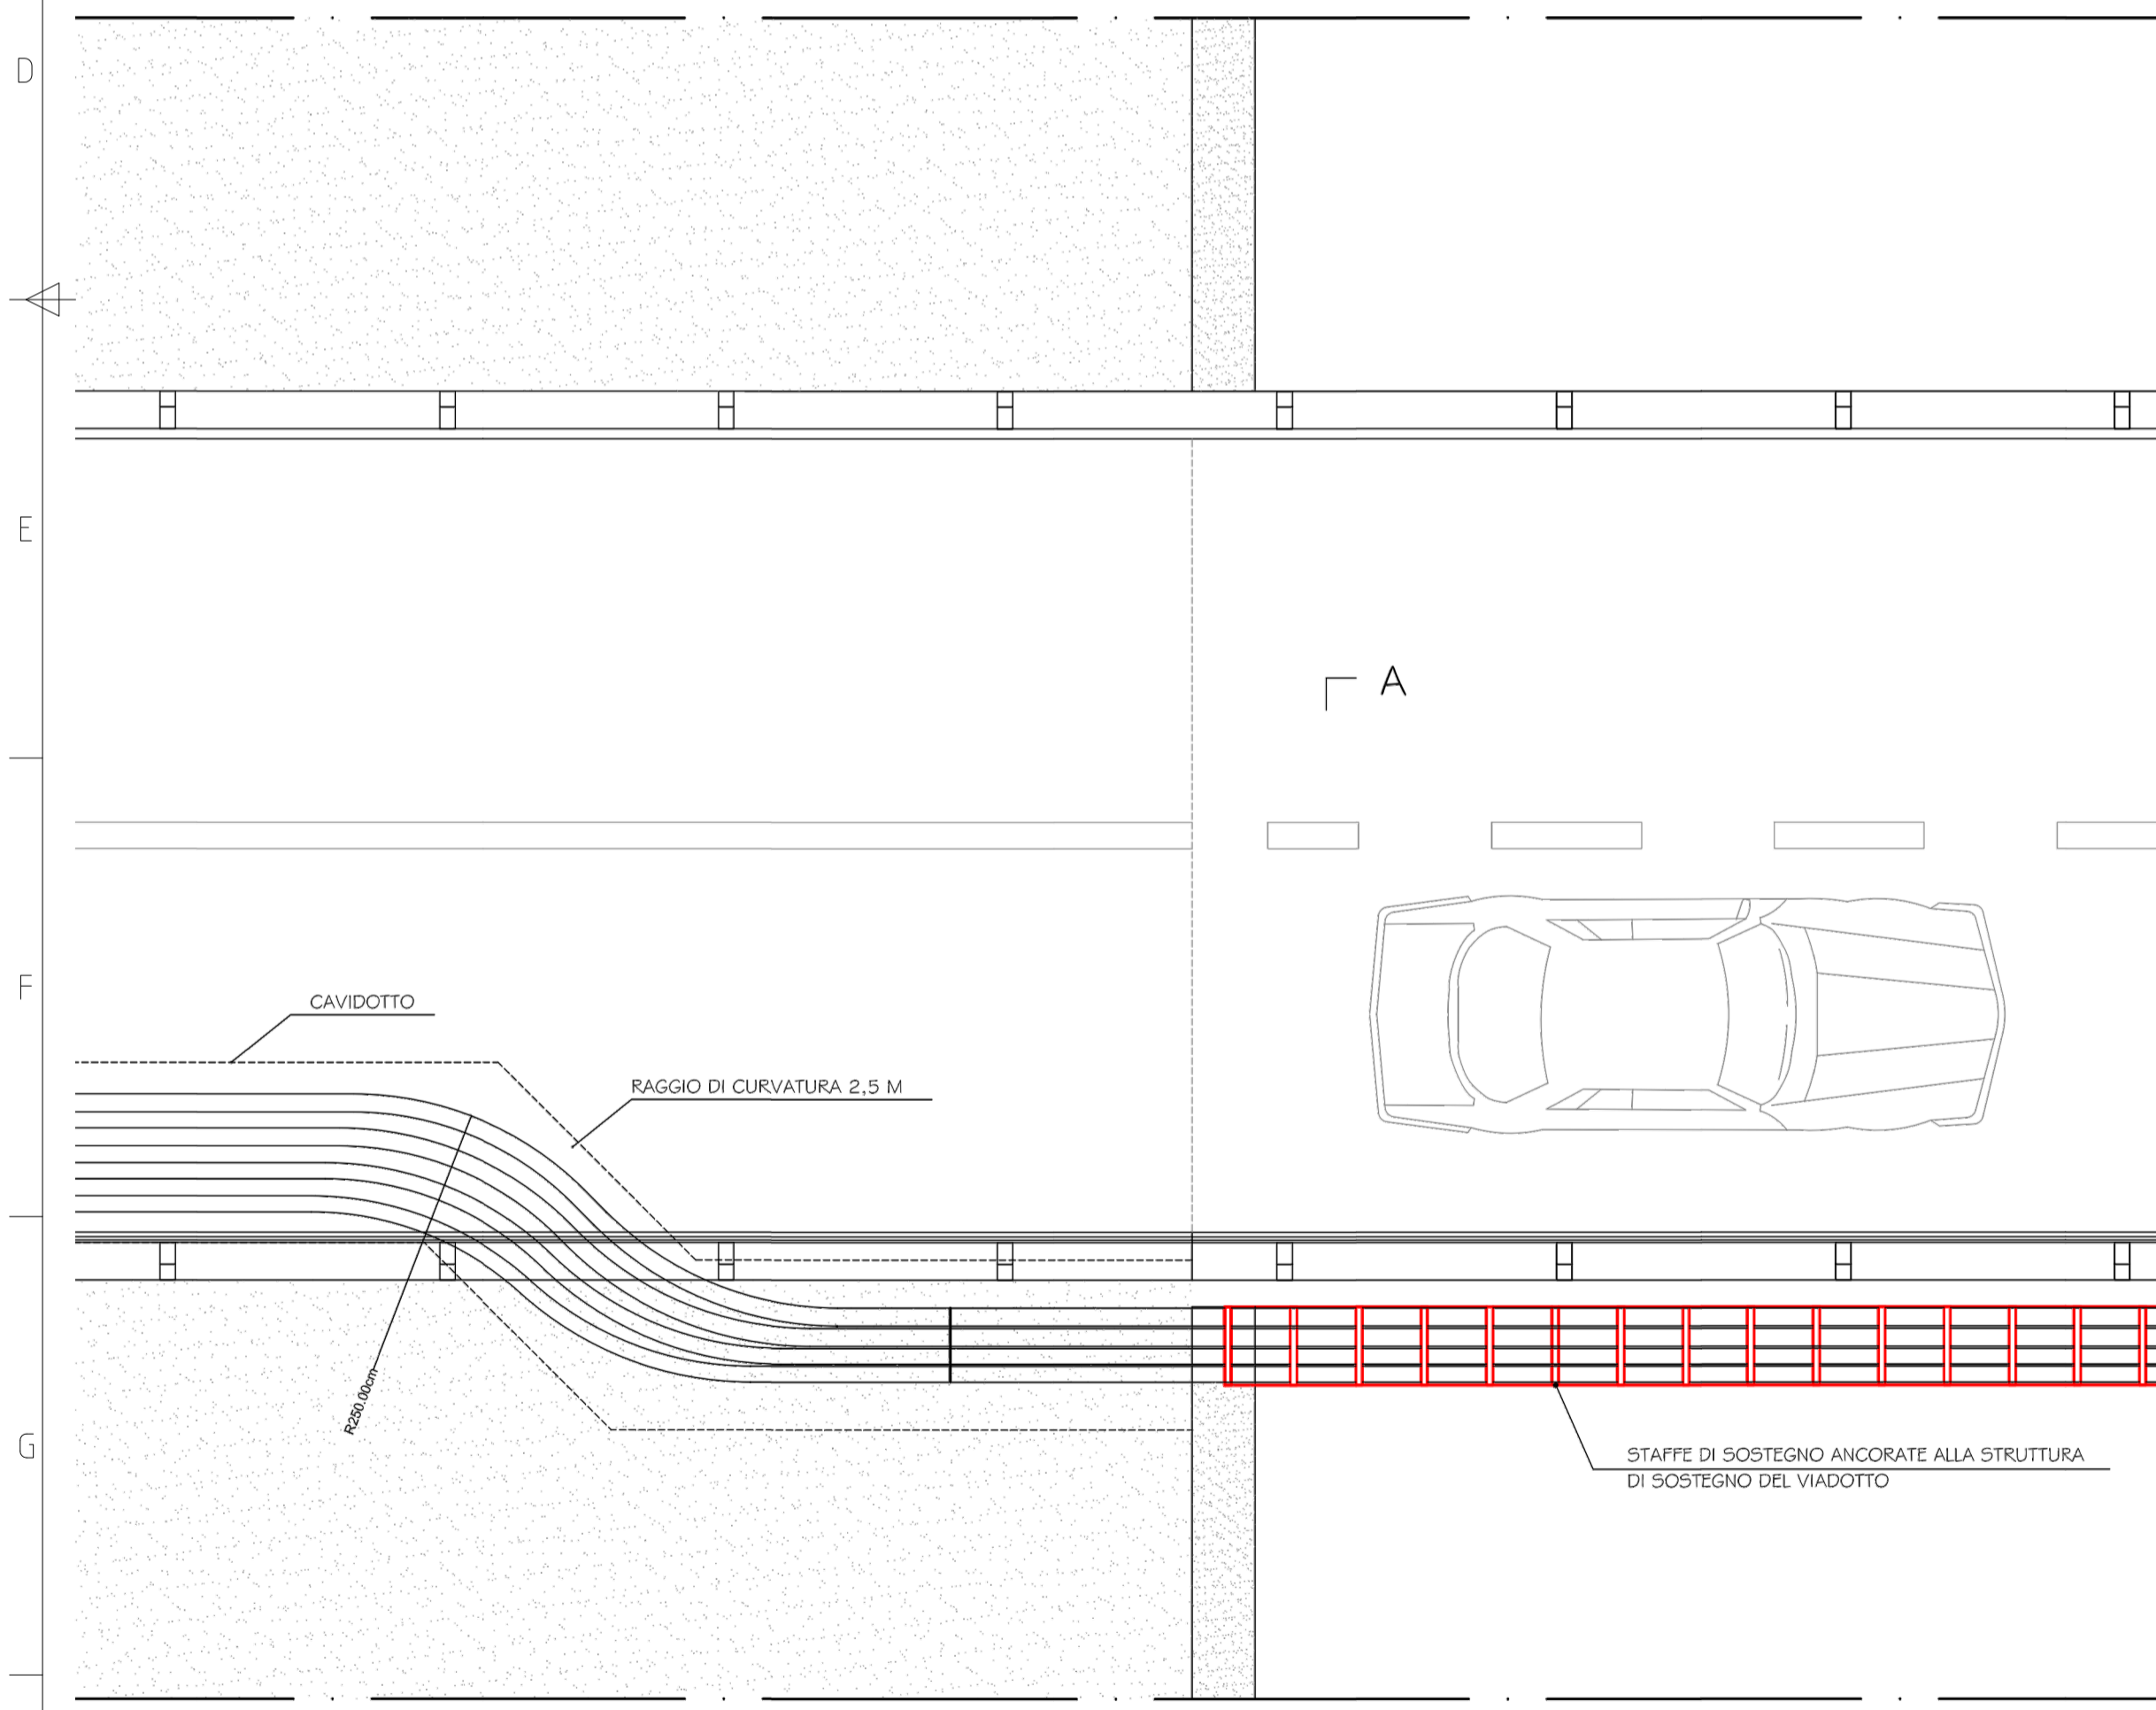 D
E
A
F
CAVIDOTTO
RAGGIO DI CURVATURA 2,5 M
R250.00cm
G
STAFFE DI SOSTEGNO ANCORATE ALLA STRUTTURA
DI SOSTEGNO DEL VIADOTTO